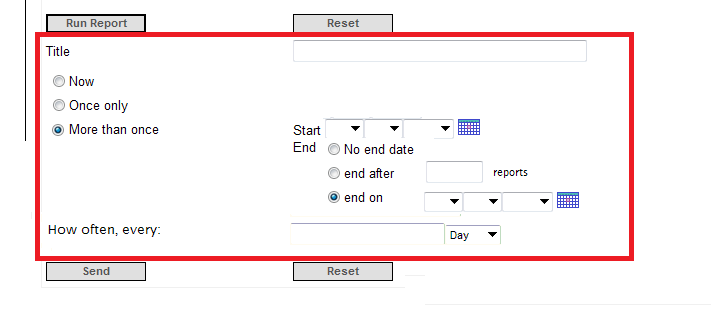 Run Report Reset
Title
Now
Once only
More than once Start
End No end date
end after reports
end on
How often, every: Day
Send Reset